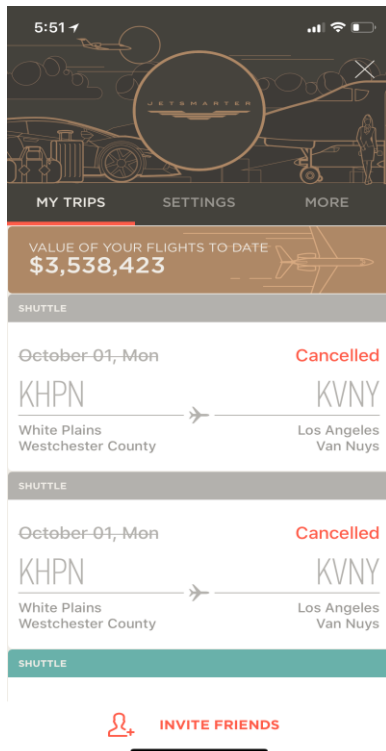 5:51
JETSMARTER
MY TRIPS SETTINGS MORE
VALUE OF YOUR FLIGHTS TO DATE
$3,538,423
SHUTTLE
October 01, Mon Cancelled
KHPN KVNY
White Plains Los Angeles
Westchester County Van Nuys
SHUTTLE
October 01, Mon Cancelled
KHPN KVNY
White Plains Los Angeles
Westchester County Van Nuys
SHUTTLE
INVITE FRIENDS